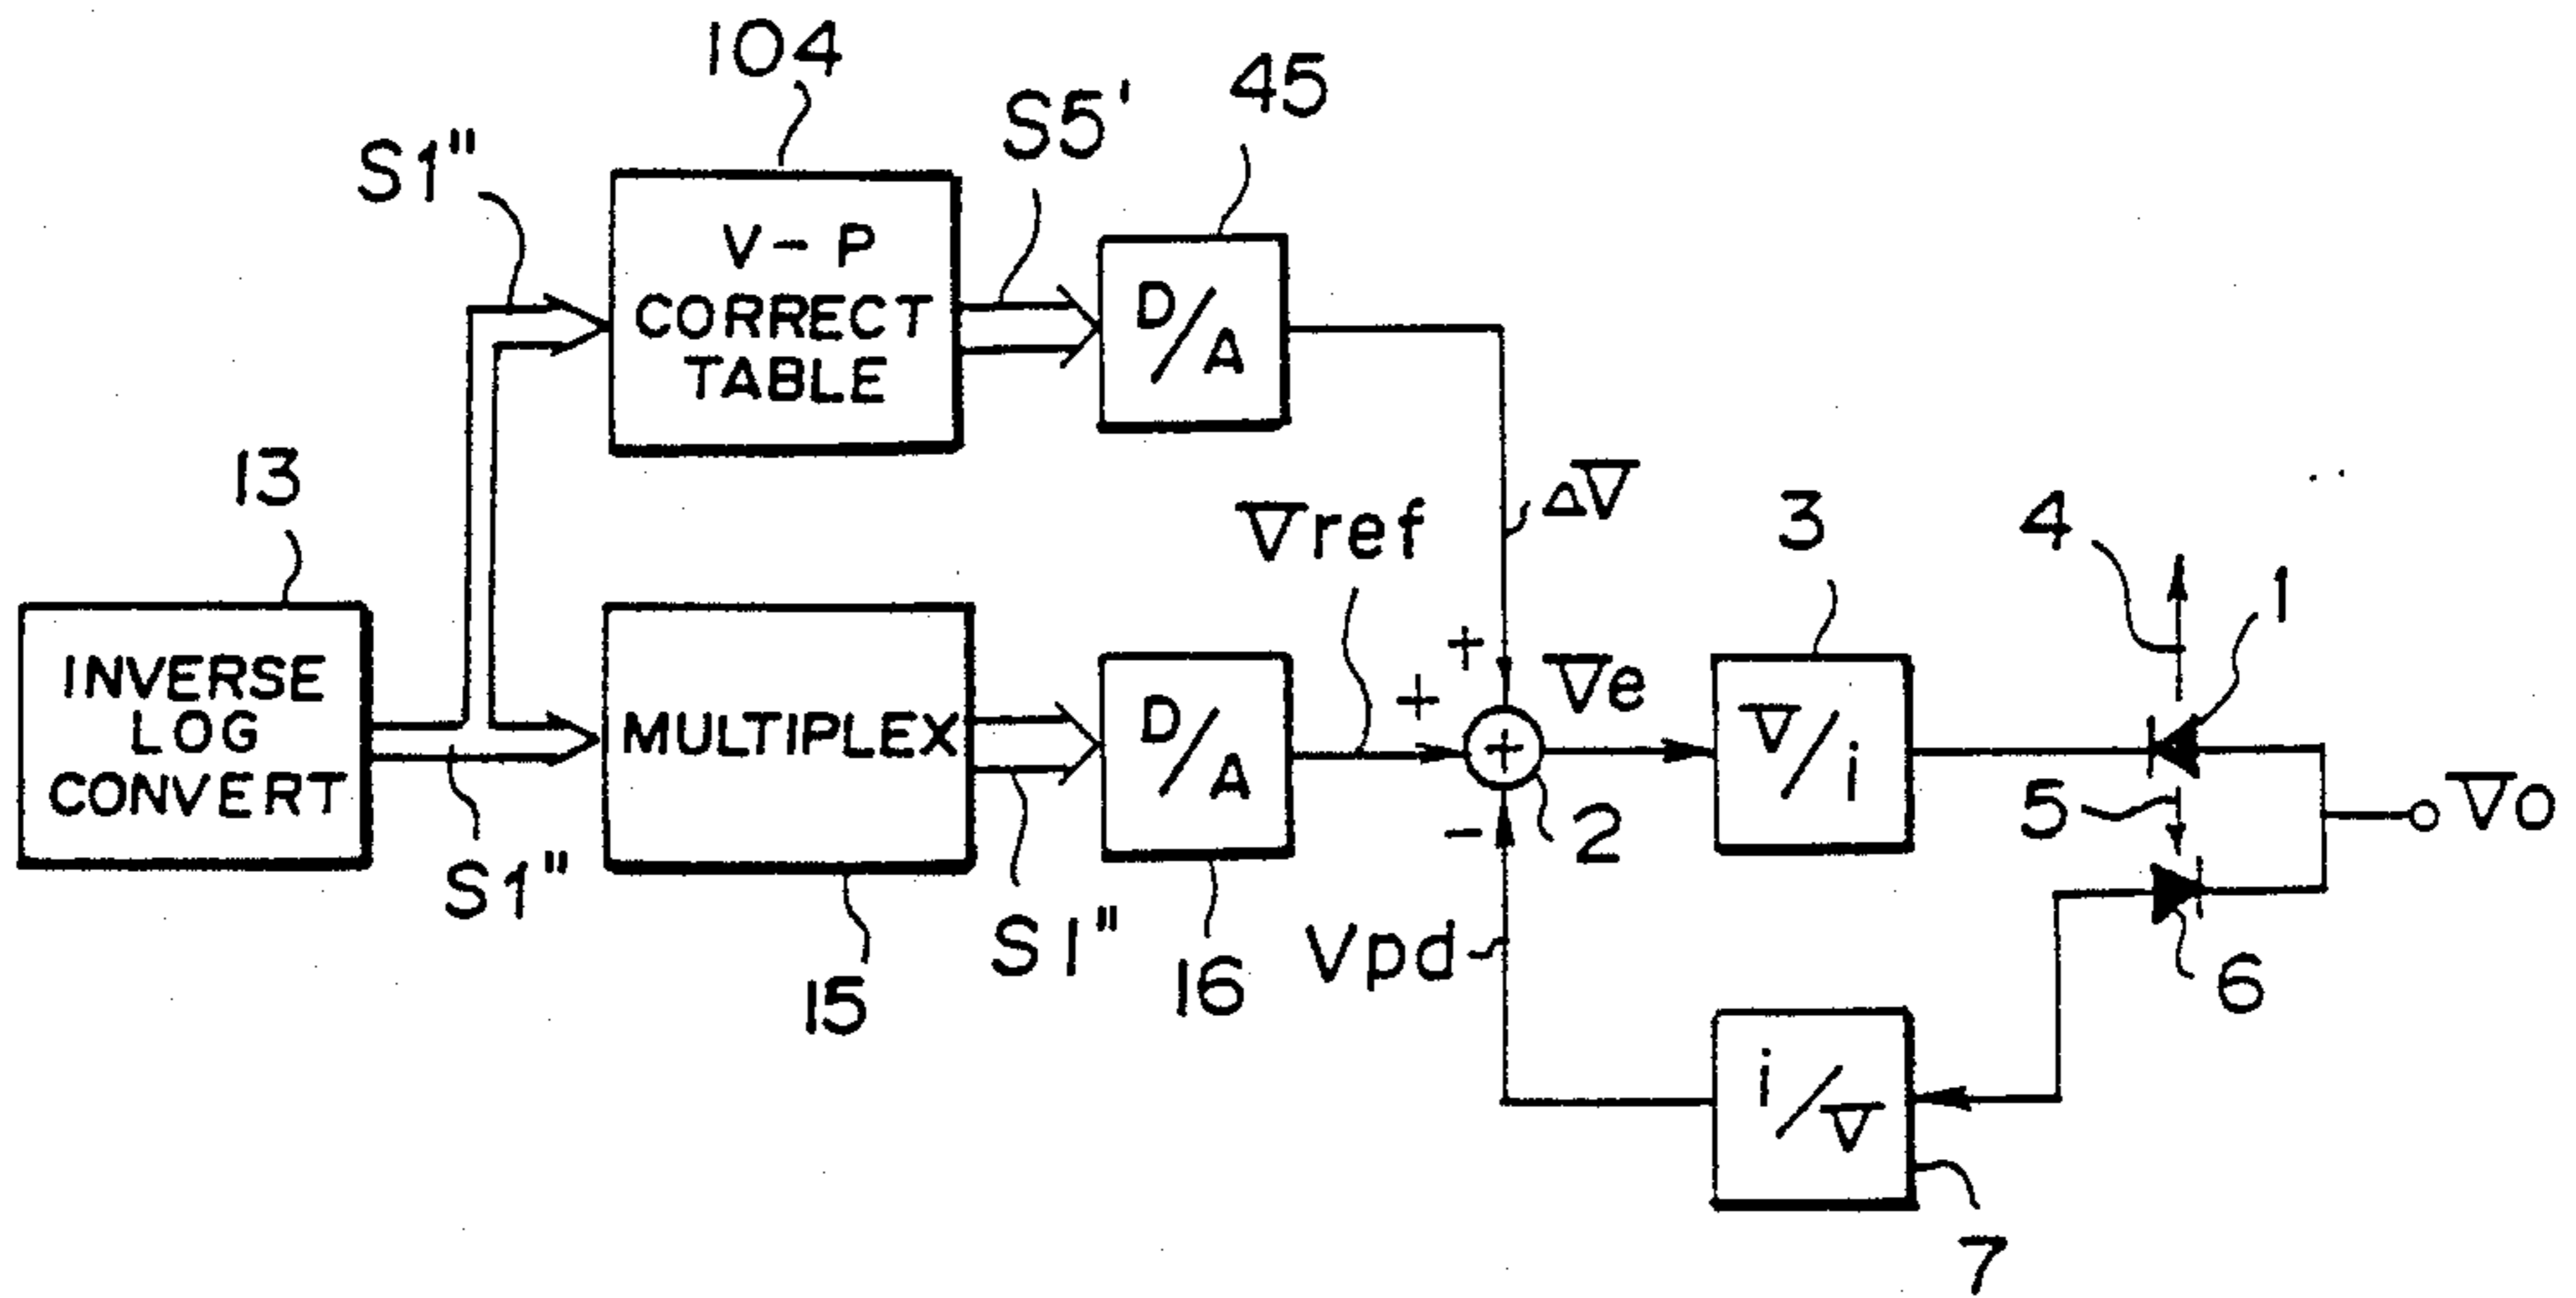 104
45
S5'
S1"
V-P
CORRECT
TABLE
D/A
13
Vref
ΔV
3
4
1
+
+
Ve
INVERSE
LOG
CONVERT
MULTIPLEX
D/A
+
V/i
5
Vo
-
2
S1"
S1"
15
16
Vpd
6
i/V
7